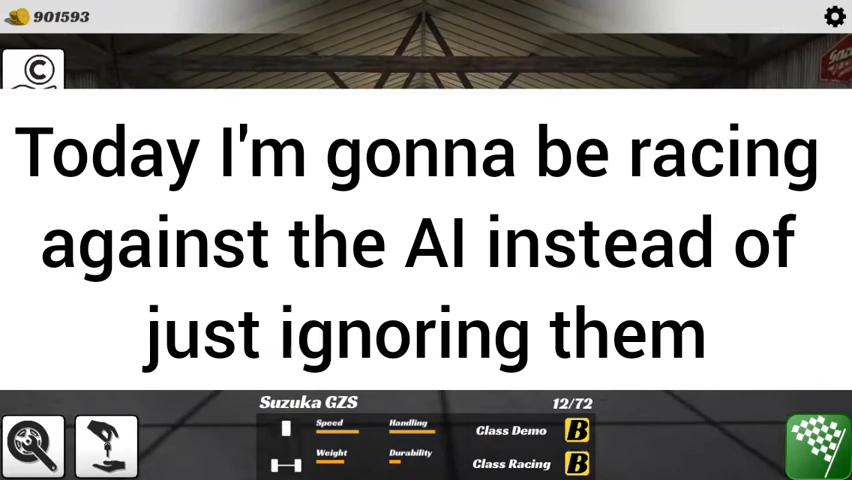 901593
C
Today I'm gonna be racing
against the AI instead of
just ignoring them
Suzuka GZS
12/72
Speed
Handling
Class Demo
B
Weight
Durability
Class Racing
B